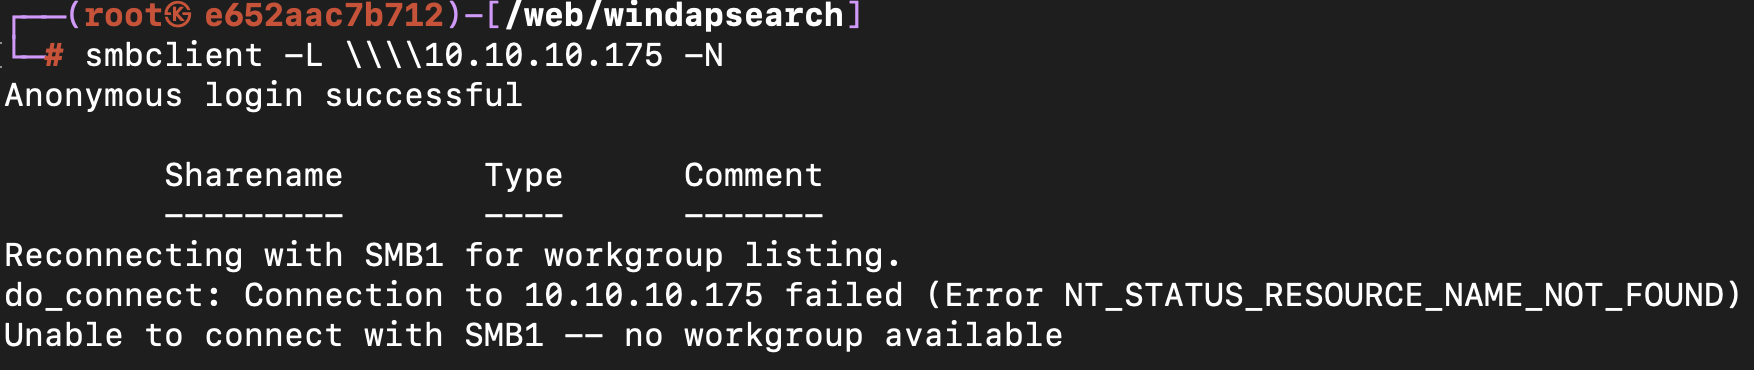 ┌──(root㉿e652aac7b712)-[/web/windapsearch]
└─# smbclient -L \\\\10.10.10.175 -N
Anonymous login successful
Sharename Type Comment
--------- ---- -------
Reconnecting with SMB1 for workgroup listing.
do_connect: Connection to 10.10.10.175 failed (Error NT_STATUS_RESOURCE_NAME_NOT_FOUND)
Unable to connect with SMB1 -- no workgroup available